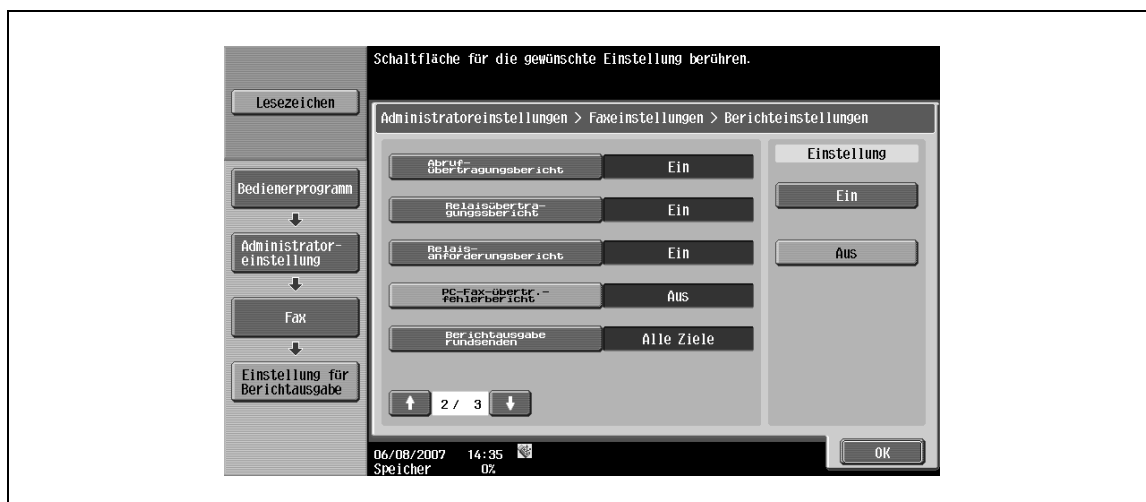 Schaltfläche für die gewünschte Einstellung berühren.
Lesezeichen
Administratoreinstellungen > Faxeinstellungen > Berichteinstellungen
Bedienerprogramm
Administrator-
einstellung
Fax
Einstellung für
Berichtausgabe
Abruf-
übertragungsbericht
Ein
Relaisübertra-
gungssbericht
Ein
Relais-
anforderungsbericht
Ein
PC-Fax-übertr.-
fehlerbericht
Aus
Berichtausgabe
rundsenden
Alle Ziele
2/ 3
Einstellung
Ein
Aus
06/08/2007 14:35
Speicher 0%
OK